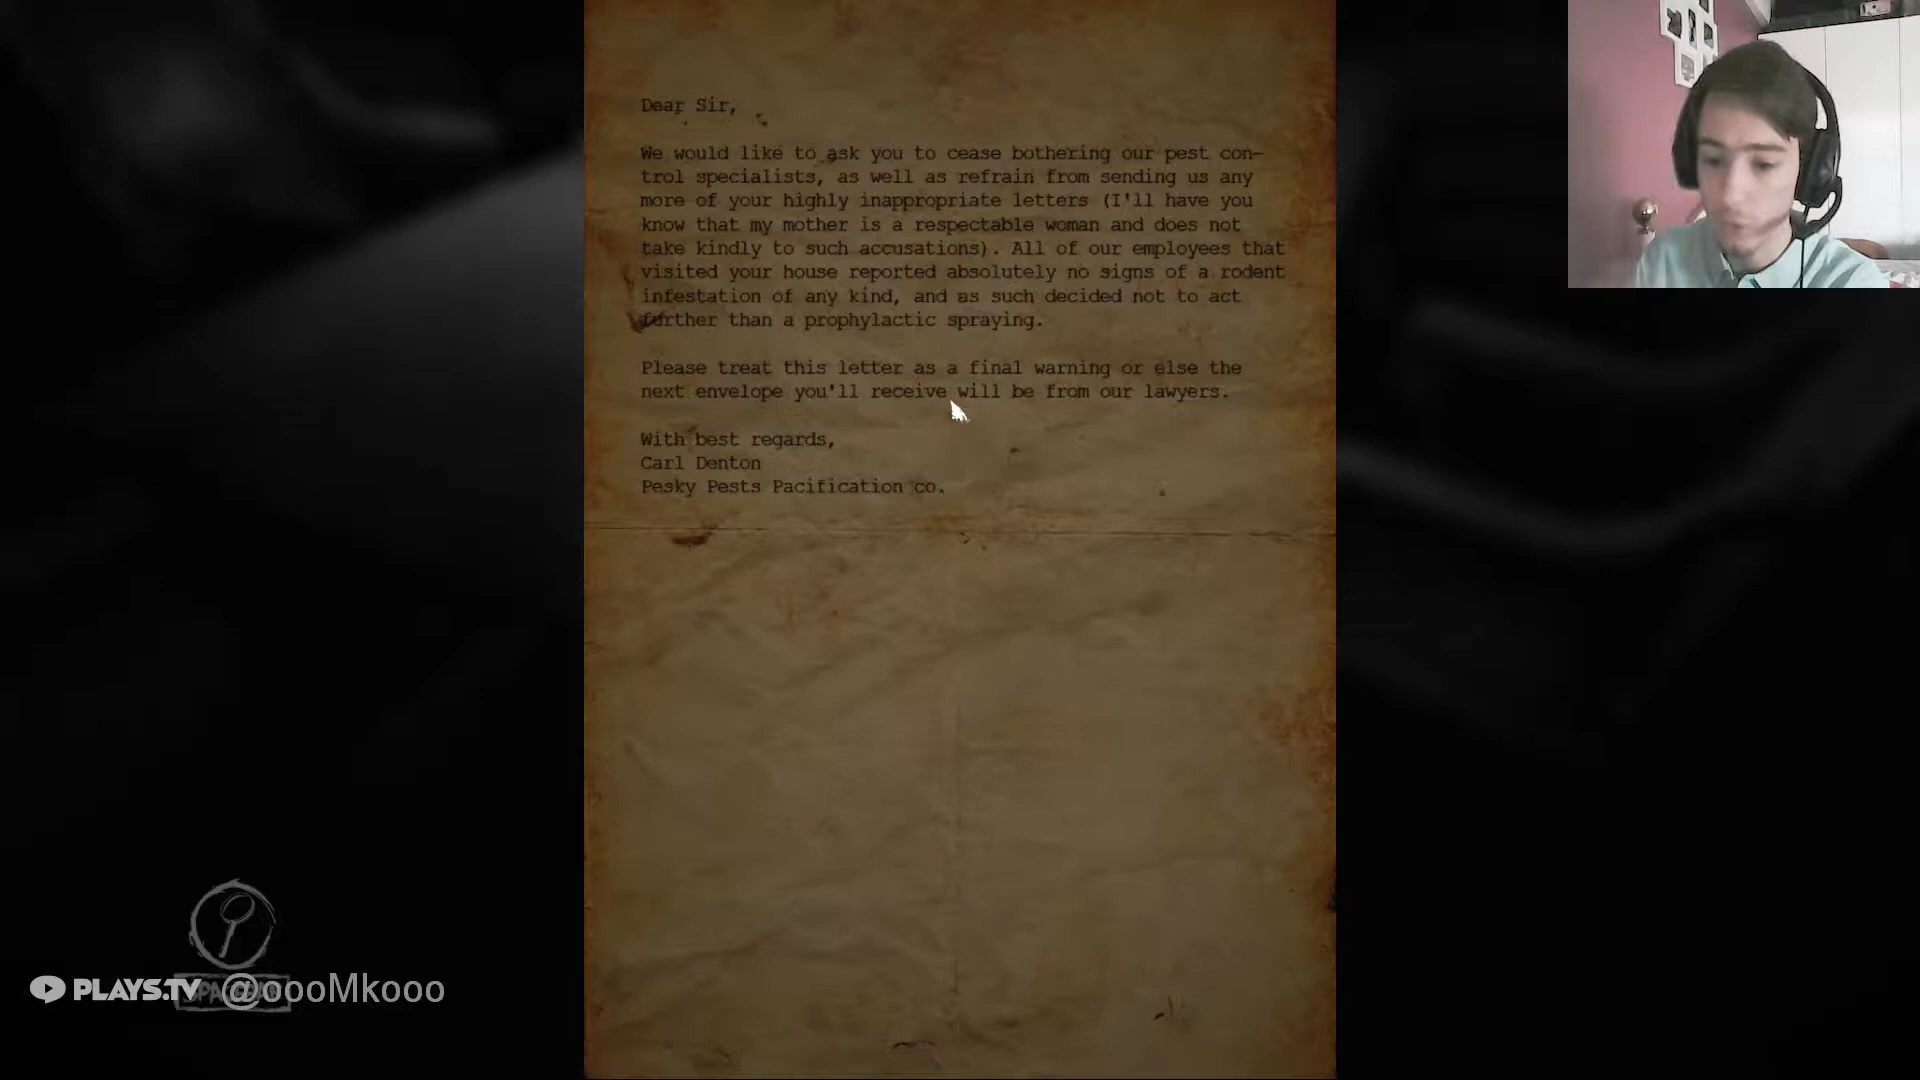 Dear Sir,
We would like to ask you to cease bothering our pest con-
trol specialists, as well as refrain from sending us any
more of your highly inappropriate letters (I'll have you
know that my mother is a respectable woman and does not
take kindly to such accusations). All of our employees that
visited your house reported absolutely no signs of a rodent
infestation of any kind, and as such decided not to act
further than a prophylactic spraying.
Please treat this letter as a final warning or else the
next envelope you'll receive will be from our lawyers.
With best regards,
Carl Denton
Pesky Pests Pacification co.
PLAYS.TV @oooMkooo